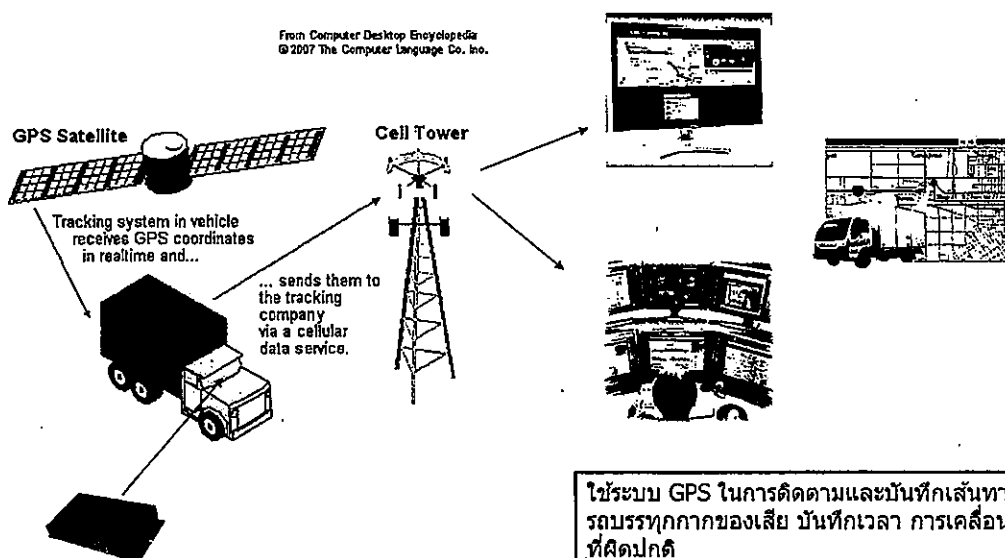 From Computer Desktop Encyclopedia
© 2007 The Computer Language Co. Inc.
GPS Satellite
Cell Tower
Tracking system in vehicle
receives GPS coordinates
in realtime and...
... sends them to
the tracking
company
via a cellular
data service.
ใช้ระบบ GPS ในการติดตามและบันทึกเส้นทา
รถบรรทุกกากของเสีย บันทึกเวลา การเคลื่อน
ที่ผิดปกติ